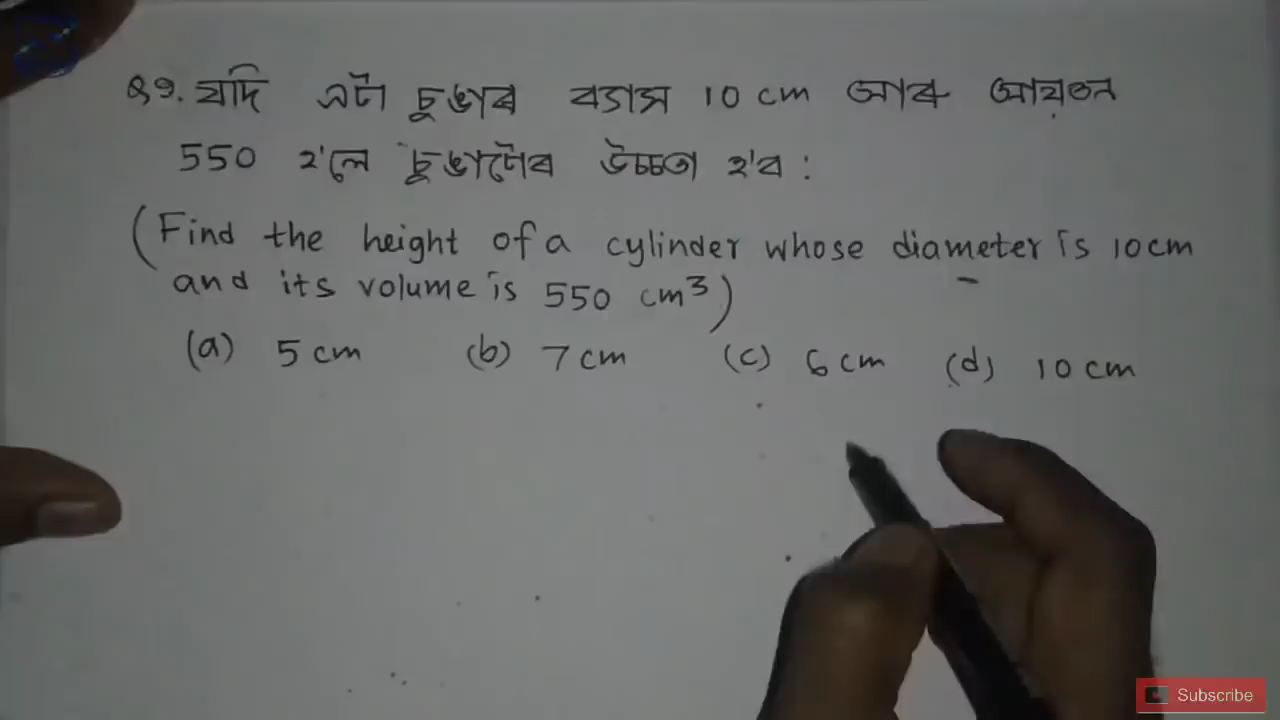 Q9. যদি এটা চুঙাৰ ব্যাস 10 cm আৰু আয়তন
550 হ'লে চুঙাটোৰ উচ্চতা হ'ব :
(Find the height of a cylinder whose diameter is 10cm
and its volume is 550 cm³)
(a) 5 cm (b) 7 cm (c) 6 cm (d) 10 cm
Subscribe